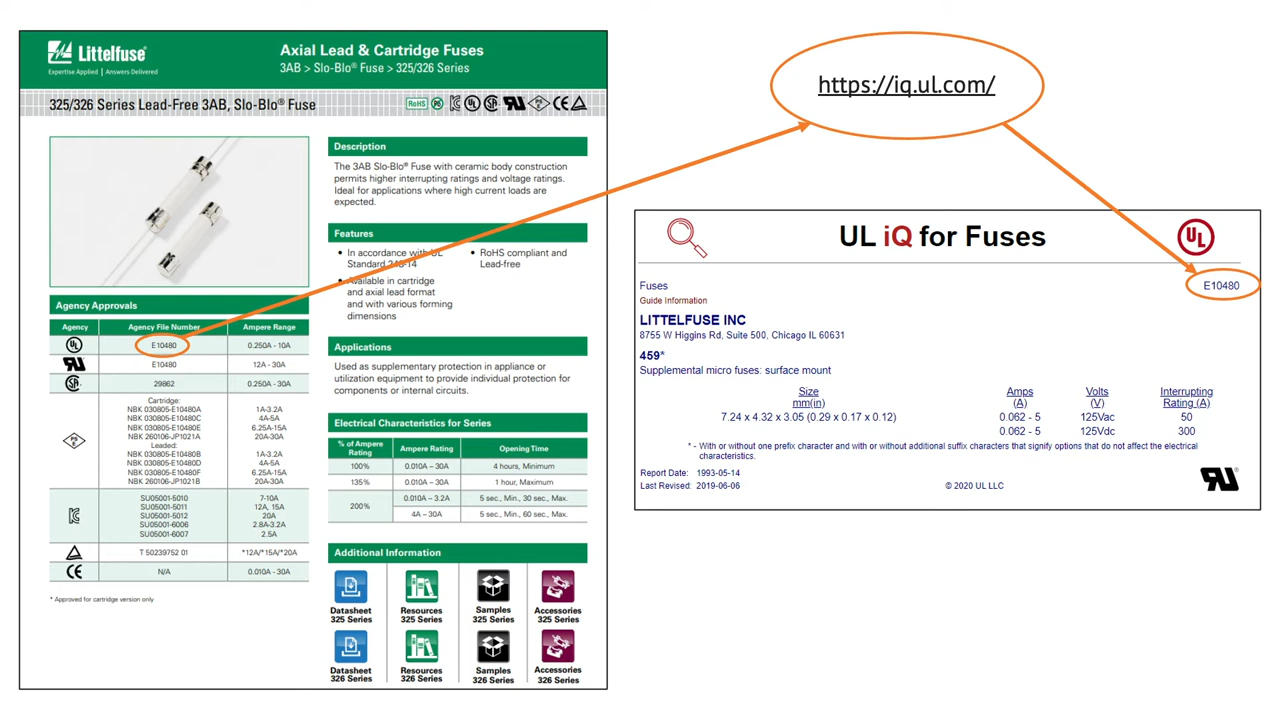 Littelfuse®
Expertise Applied | Answers Delivered
Axial Lead & Cartridge Fuses
3AB > Slo-Blo® Fuse > 325/326 Series
325/326 Series Lead-Free 3AB, Slo-Blo® Fuse
RoHS
Agency Approvals
Agency Agency File Number Ampere Range
E10480 0.250A - 10A
E10480 12A - 30A
29862 0.250A - 30A
Cartridge:
NBK 030805-E10480A 1A-3.2A
NBK 030805-E10480C 4A-5A
NBK 030805-E10480E 6.25A-15A
NBK 260106-JP1021A 20A-30A
Leaded:
NBK 030805-E10480B 1A-3.2A
NBK 030805-E10480D 4A-5A
NBK 030805-E10480F 6.25A-15A
NBK 260106-JP1021B 20A-30A
SU05001-5010 7-10A
SU05001-5011 12A, 15A
SU05001-5012 20A
SU05001-6006 2.8A-3.2A
SU05001-6007 2.5A
T 50239752 01 *12A/*15A/*20A
CE N/A 0.010A - 30A
* Approved for cartridge version only
Description
The 3AB Slo-Blo® Fuse with ceramic body construction
permits higher interrupting ratings and voltage ratings.
Ideal for applications where high current loads are
expected.
Features
• In accordance with UL
Standard 248-14
• Available in cartridge
and axial lead format
and with various forming
dimensions
• RoHS compliant and
Lead-free
Applications
Used as supplementary protection in appliance or
utilization equipment to provide individual protection for
components or internal circuits.
Electrical Characteristics for Series
% of Ampere
Rating Ampere Rating Opening Time
100% 0.010A – 30A 4 hours, Minimum
135% 0.010A – 30A 1 hour, Maximum
200% 0.010A – 3.2A 5 sec., Min., 30 sec., Max.
4A – 30A 5 sec., Min., 60 sec., Max.
Additional Information
Datasheet Resources Samples Accessories
325 Series 325 Series 325 Series 325 Series
Datasheet Resources Samples Accessories
326 Series 326 Series 326 Series 326 Series
https://iq.ul.com/
UL iQ for Fuses
UL
Fuses E10480
Guide Information
LITTELFUSE INC
8755 W Higgins Rd, Suite 500, Chicago IL 60631
459*
Supplemental micro fuses: surface mount
Size Amps Volts Interrupting
mm(in) (A) (V) Rating (A)
7.24 x 4.32 x 3.05 (0.29 x 0.17 x 0.12) 0.062 - 5 125Vac 50
0.062 - 5 125Vdc 300
* - With or without one prefix character and with or without additional suffix characters that signify options that do not affect the electrical
characteristics.
Report Date: 1993-05-14
Last Revised: 2019-06-06 © 2020 UL LLC